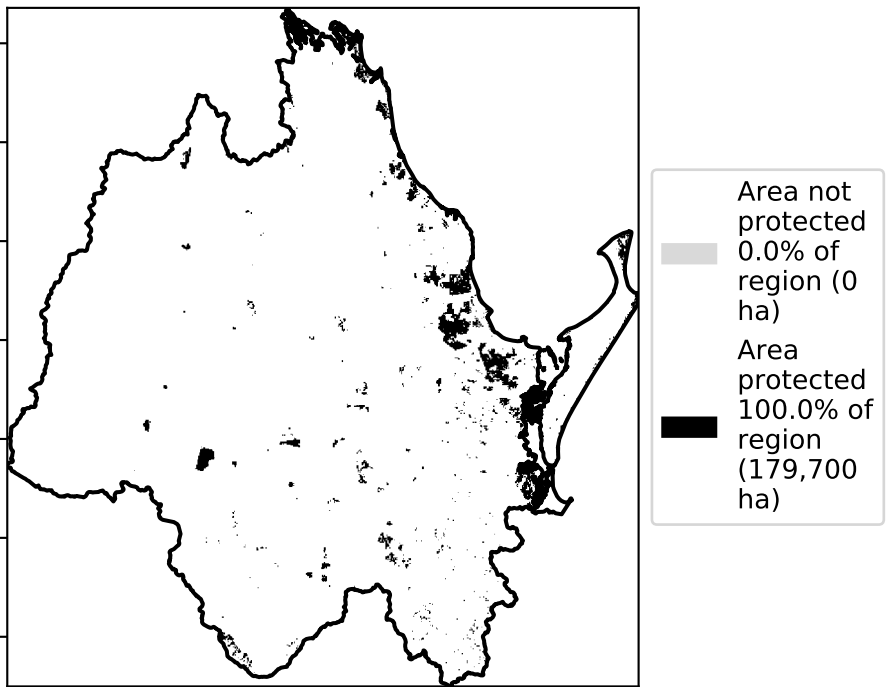 Area not
protected
0.0% of
region (0
ha)
Area
protected
100.0% of
region
(179,700
ha)